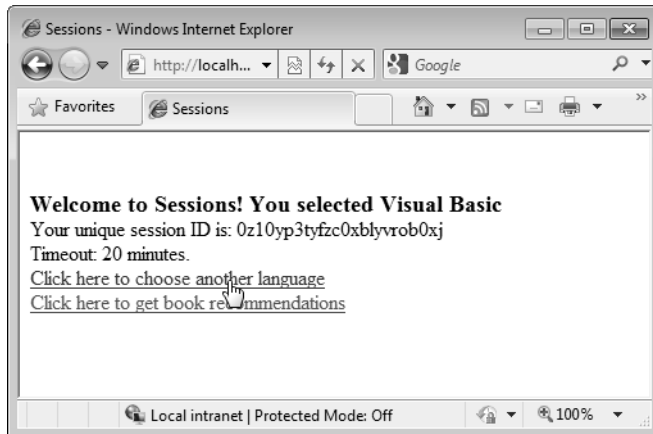 Sessions - Windows Internet Explorer
http://localh...
Google
Favorites
Sessions
Welcome to Sessions! You selected Visual Basic
Your unique session ID is: 0z10yp3tyfzc0xblyvrob0xj
Timeout: 20 minutes.
Click here to choose another language
Click here to get book recommendations
Local intranet | Protected Mode: Off
100%